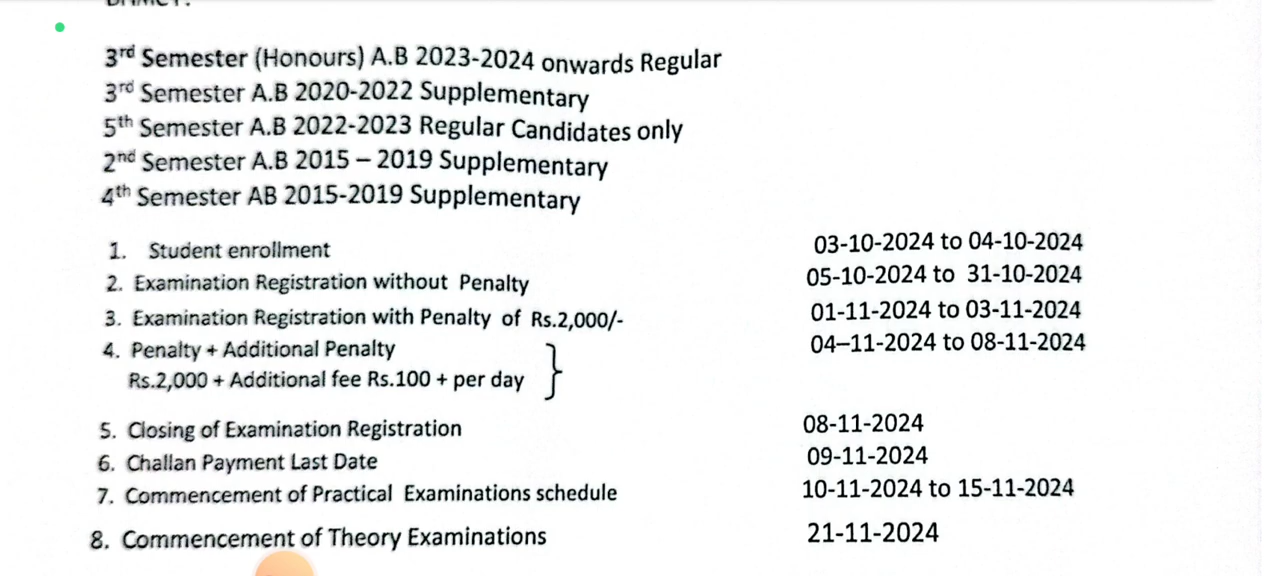 3rd Semester (Honours) A.B 2023-2024 onwards Regular
3rd Semester A.B 2020-2022 Supplementary
5th Semester A.B 2022-2023 Regular Candidates only
2nd Semester A.B 2015 – 2019 Supplementary
4th Semester AB 2015-2019 Supplementary
1. Student enrollment 03-10-2024 to 04-10-2024
2. Examination Registration without Penalty 05-10-2024 to 31-10-2024
3. Examination Registration with Penalty of Rs.2,000/- 01-11-2024 to 03-11-2024
4. Penalty + Additional Penalty 04–11-2024 to 08-11-2024
Rs.2,000 + Additional fee Rs.100 + per day }
5. Closing of Examination Registration 08-11-2024
6. Challan Payment Last Date 09-11-2024
7. Commencement of Practical Examinations schedule 10-11-2024 to 15-11-2024
8. Commencement of Theory Examinations 21-11-2024